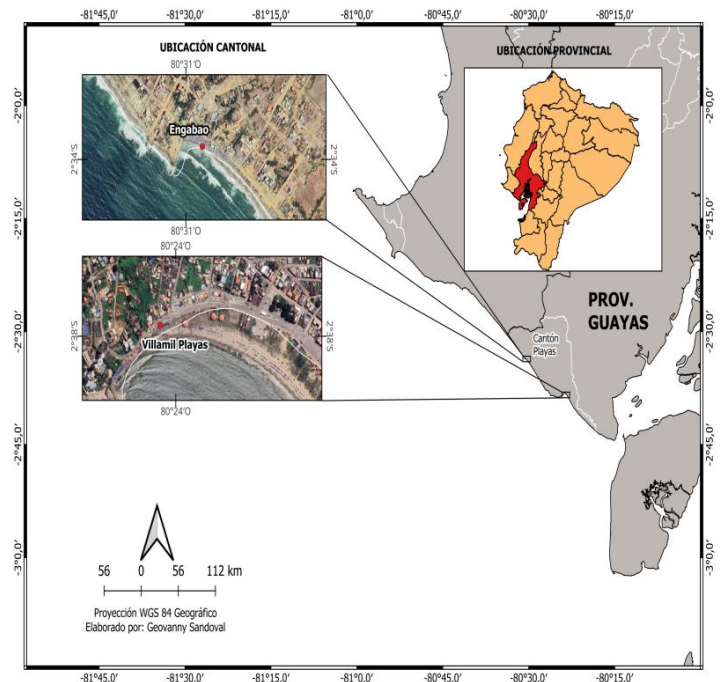 -81°45,0' -81°30,0' -81°15,0' -81°0,0' -80°45,0' -80°30,0' -80°15,0'
UBICACIÓN CANTONAL
80°31'O
Engabao
2°34'S
2°34'S
80°31'O
80°24'O
Villamil Playas
2°38'S
2°38'S
80°24'O
UBICACIÓN PROVINCIAL
PROV.
GUAYAS
Cantón
Playas
-2°0,0'
-2°15,0'
-2°30,0'
-2°45,0'
-3°0,0'
-2°0,0'
-2°15,0'
-2°30,0'
-2°45,0'
-3°0,0'
56 0 56 112 km
Proyección WGS 84 Geográfico
Elaborado por: Geovanny Sandoval
-81°45,0' -81°30,0' -81°15,0' -81°0,0' -80°45,0' -80°30,0' -80°15,0'